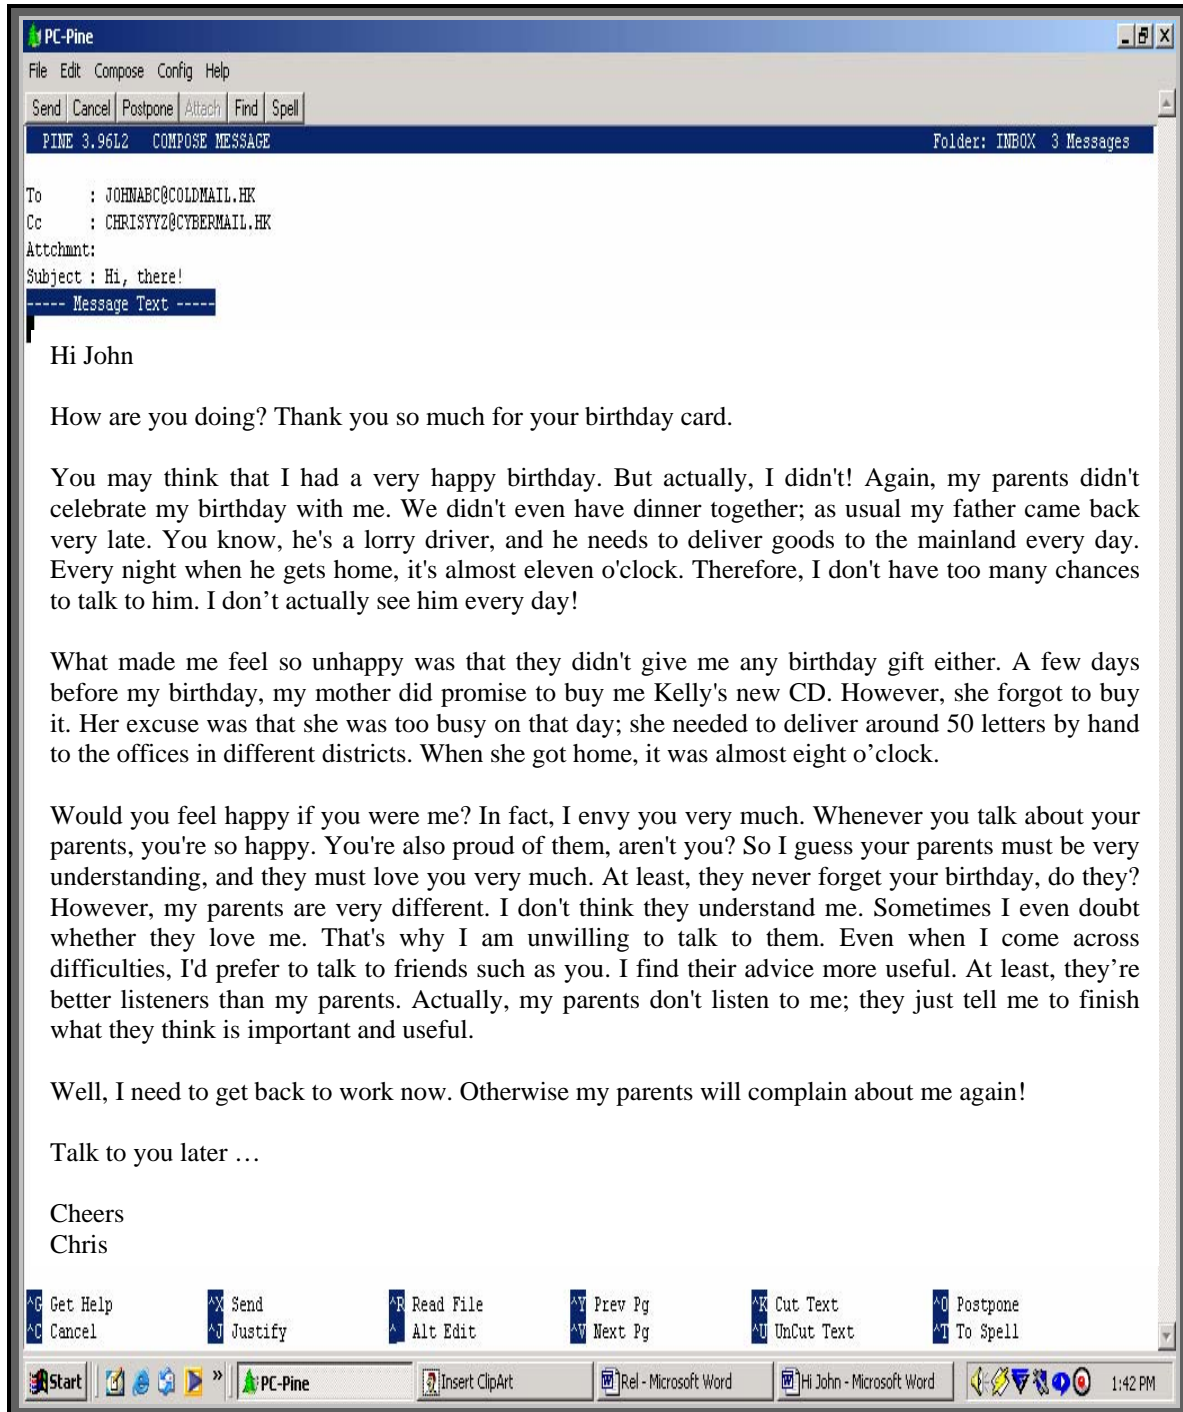 PC-Pine
File Edit Compose Config Help
Send Cancel Postpone Attach Find Spell
PINE 3.96L2 COMPOSE MESSAGE Folder: INBOX 3 Messages
To : JOHNABC@COLDMAIL.HK
Cc : CHRISYYZ@CYBERMAIL.HK
Attchmnt:
Subject : Hi, there!
----- Message Text -----
Hi John
How are you doing? Thank you so much for your birthday card.
You may think that I had a very happy birthday. But actually, I didn't! Again, my parents didn't
celebrate my birthday with me. We didn't even have dinner together; as usual my father came back
very late. You know, he's a lorry driver, and he needs to deliver goods to the mainland every day.
Every night when he gets home, it's almost eleven o'clock. Therefore, I don't have too many chances
to talk to him. I don’t actually see him every day!
What made me feel so unhappy was that they didn't give me any birthday gift either. A few days
before my birthday, my mother did promise to buy me Kelly's new CD. However, she forgot to buy
it. Her excuse was that she was too busy on that day; she needed to deliver around 50 letters by hand
to the offices in different districts. When she got home, it was almost eight o’clock.
Would you feel happy if you were me? In fact, I envy you very much. Whenever you talk about your
parents, you're so happy. You're also proud of them, aren't you? So I guess your parents must be very
understanding, and they must love you very much. At least, they never forget your birthday, do they?
However, my parents are very different. I don't think they understand me. Sometimes I even doubt
whether they love me. That's why I am unwilling to talk to them. Even when I come across
difficulties, I'd prefer to talk to friends such as you. I find their advice more useful. At least, they’re
better listeners than my parents. Actually, my parents don't listen to me; they just tell me to finish
what they think is important and useful.
Well, I need to get back to work now. Otherwise my parents will complain about me again!
Talk to you later …
Cheers
Chris
^G Get Help ^X Send ^R Read File ^Y Prev Pg ^K Cut Text ^O Postpone
^C Cancel ^J Justify ^_ Alt Edit ^V Next Pg ^U UnCut Text ^T To Spell
Start » PC-Pine Insert ClipArt Rel - Microsoft Word Hi John - Microsoft Word 1:42 PM